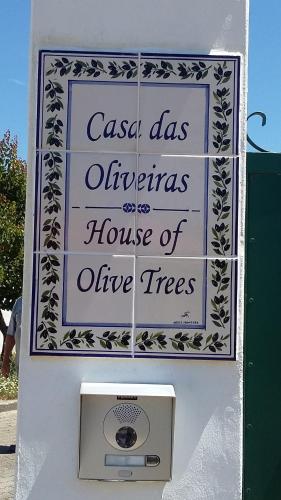 Casa das
Oliveiras
House of
Olive Trees